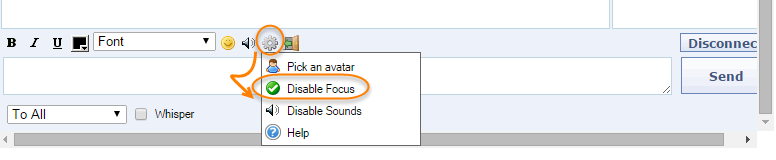 B I U Font Disconnec
Pick an avatar
Disable Focus
Send
Disable Sounds
To All Whisper
Help